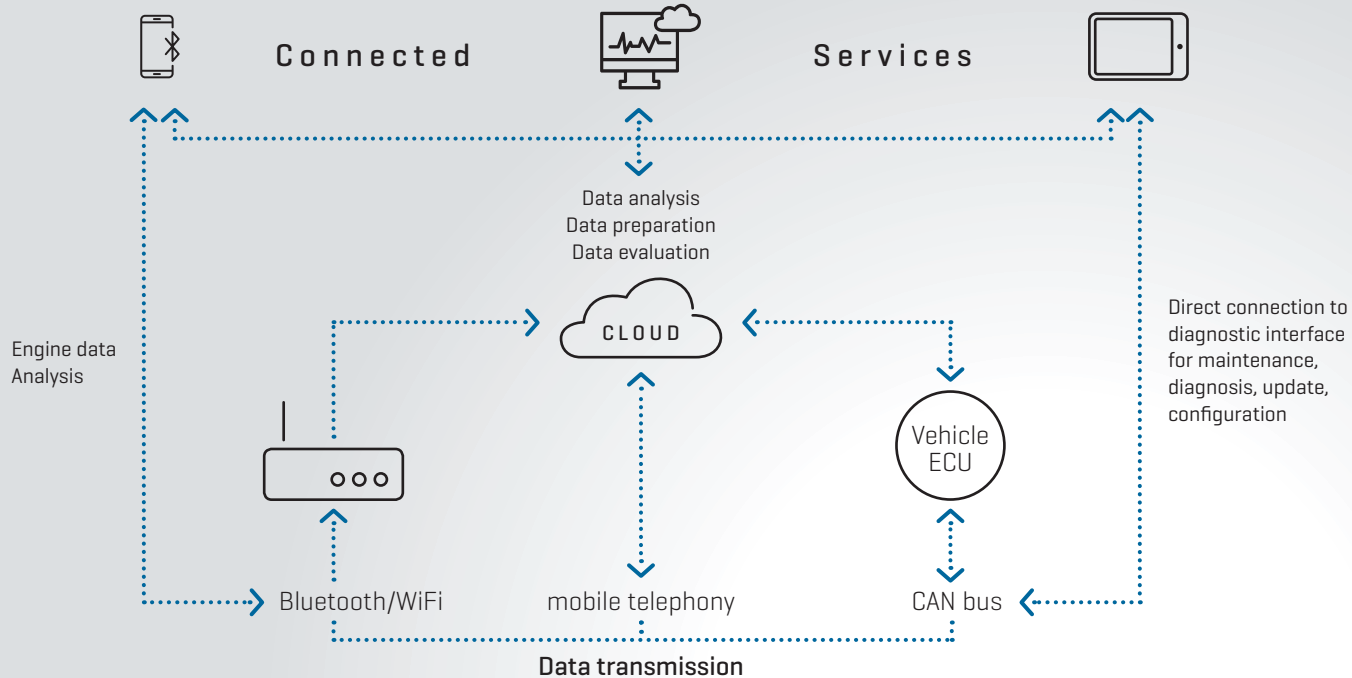 Connected Services
Data analysis
Data preparation
Data evaluation
CLOUD
Engine data
Analysis
Direct connection to
diagnostic interface
for maintenance,
diagnosis, update,
configuration
Vehicle
ECU
Bluetooth/WiFi
mobile telephony
CAN bus
Data transmission